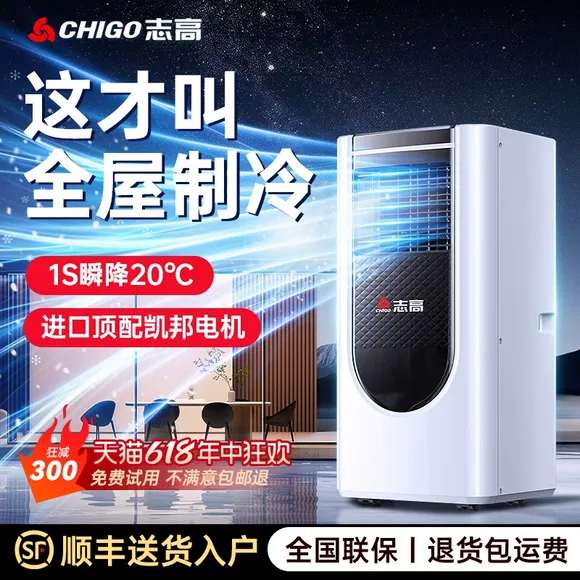 CHIGO志高
这才叫
全屋制冷
1S瞬降20℃
进口顶配凯邦电机
CHIGO 志高
狂减
300
天猫618年中狂欢
免费试用 不满意包邮退
SF 顺丰送货入户
全国联保 | 退货包运费